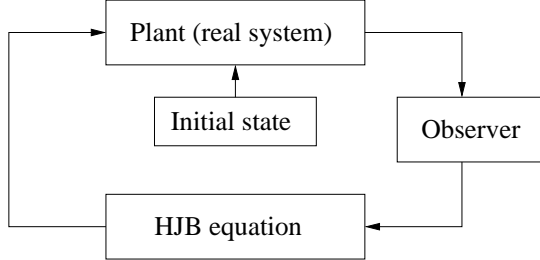 Plant (real system)
Initial state
Observer
HJB equation